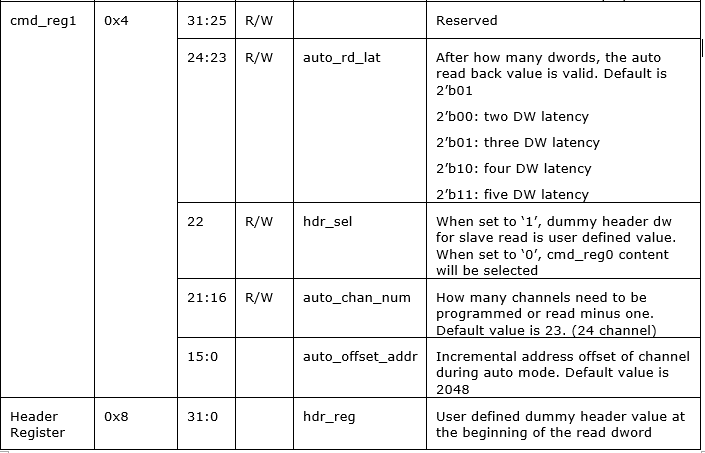 cmd_reg1 0x4 31:25 R/W Reserved
24:23 R/W auto_rd_lat After how many dwords, the auto
read back value is valid. Default is
2’b01
2’b00: two DW latency
2’b01: three DW latency
2’b10: four DW latency
2’b11: five DW latency
22 R/W hdr_sel When set to ‘1’, dummy header dw
for slave read is user defined value.
When set to ‘0’, cmd_reg0 content
will be selected
21:16 R/W auto_chan_num How many channels need to be
programmed or read minus one.
Default value is 23. (24 channel)
15:0 auto_offset_addr Incremental address offset of channel
during auto mode. Default value is
2048
Header 0x8 31:0 hdr_reg User defined dummy header value at
Register the beginning of the read dword